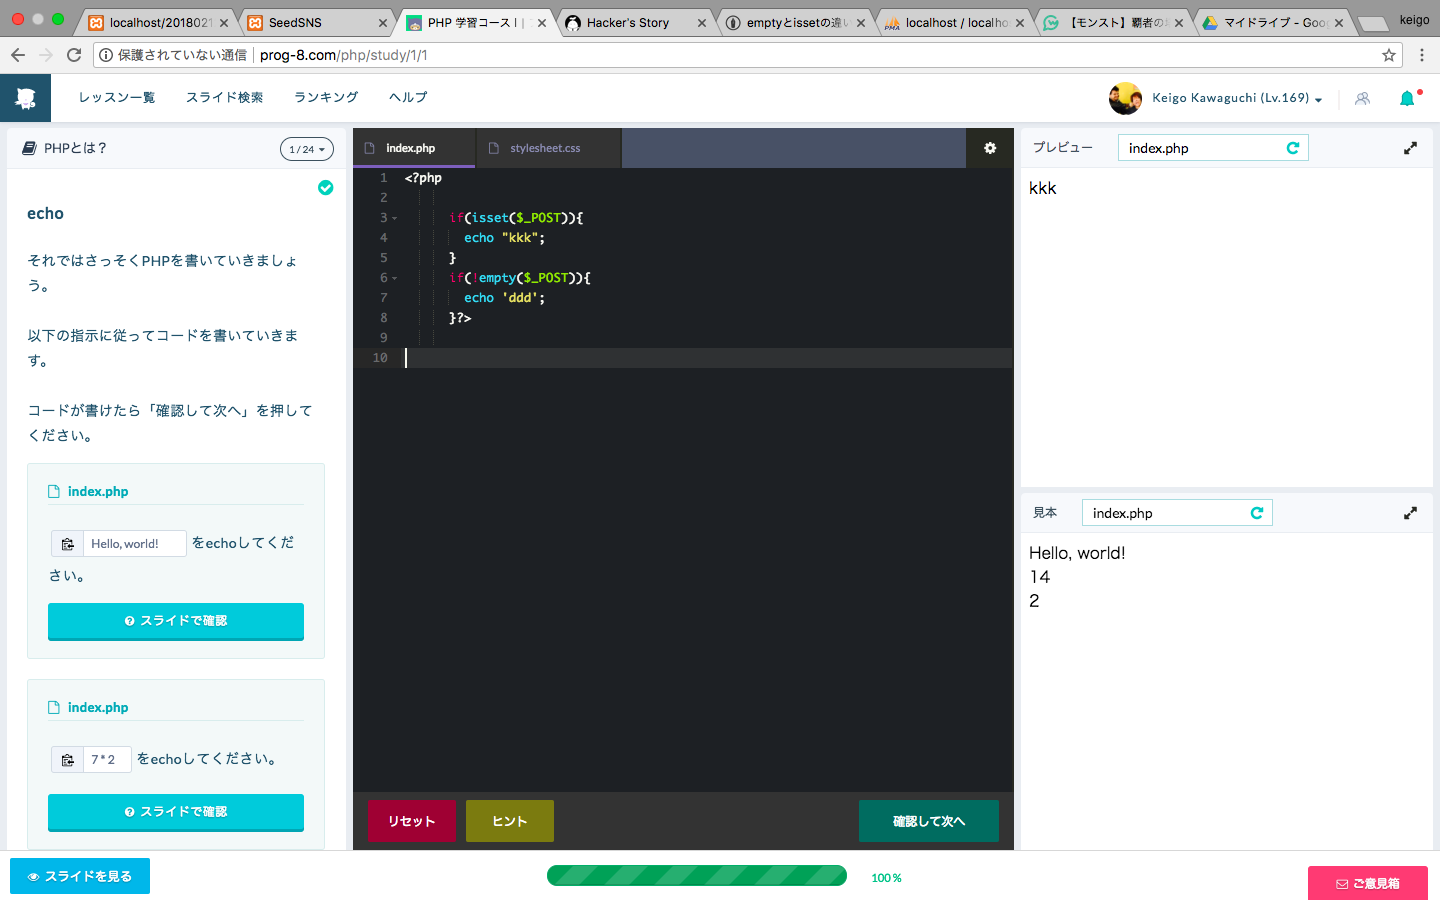 localhost/2018021
SeedSNS
PHP 学習コース I
Hacker's Story
emptyとissetの違い
localhost / localho
【モンスト】覇者の
マイドライブ - Goo
keigo
保護されていない通信
prog-8.com/php/study/1/1
レッスン一覧
スライド検索
ランキング
ヘルプ
Keigo Kawaguchi (Lv.169)
PHPとは？
1 / 24
echo
それではさっそくPHPを書いていきましょ
う。
以下の指示に従ってコードを書いていきま
す。
コードが書けたら「確認して次へ」を押して
ください。
index.php
Hello, world! をechoしてくだ
さい。
スライドで確認
index.php
7 * 2 をechoしてください。
スライドで確認
index.php
stylesheet.css
1 <?php
2
3 if(isset($_POST)){
4 echo "kkk";
5 }
6 if(!empty($_POST)){
7 echo 'ddd';
8 }?>
9
10
リセット
ヒント
確認して次へ
プレビュー
index.php
kkk
見本
index.php
Hello, world!
14
2
スライドを見る
100%
ご意見箱